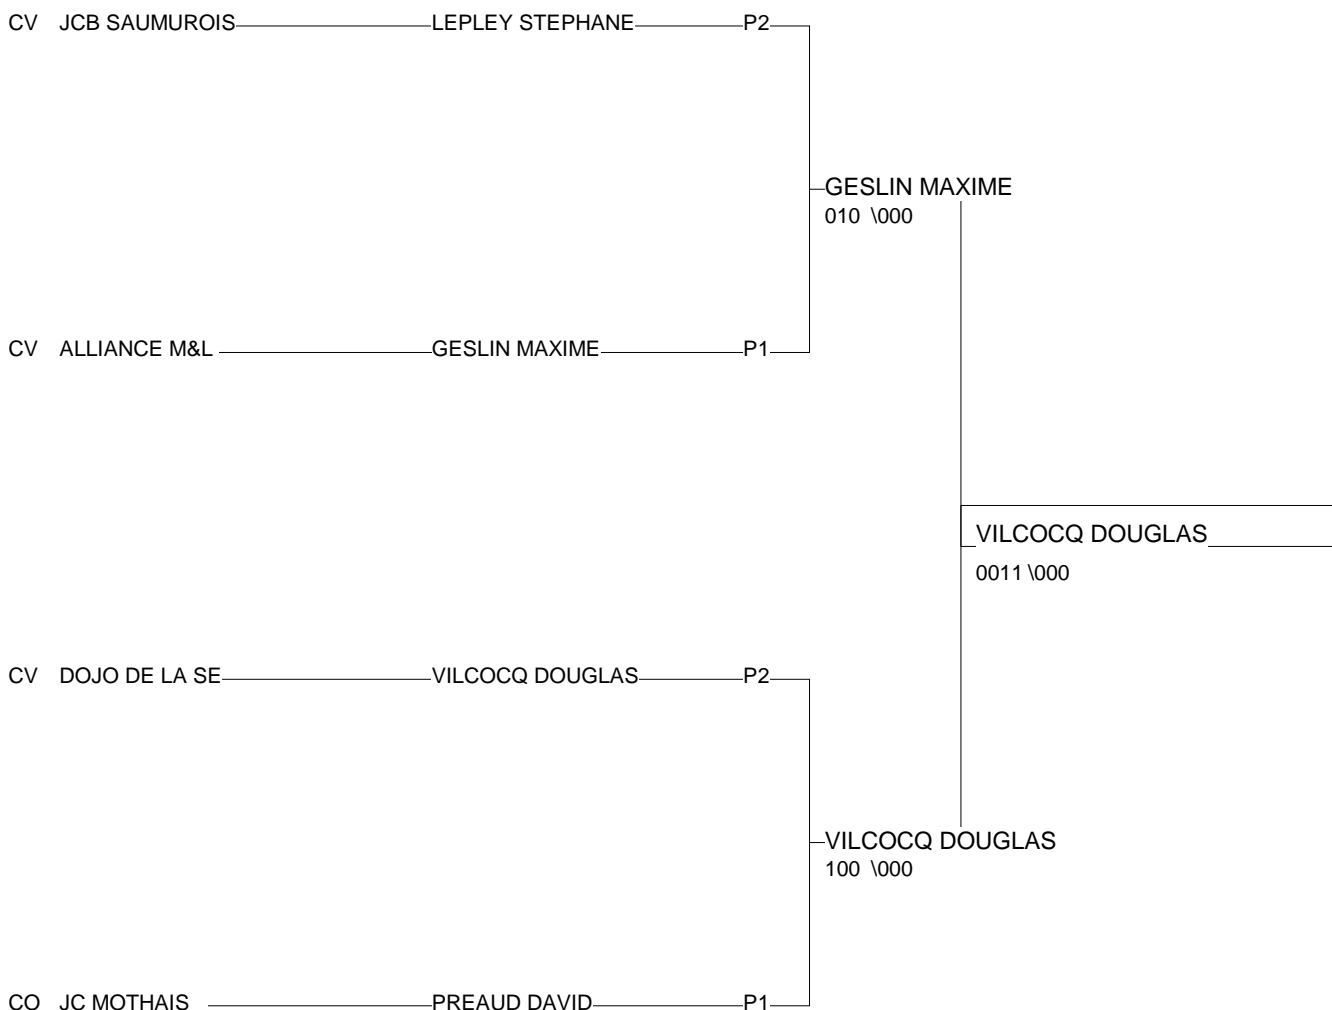 CV JCB SAUMUROIS LEPLEY STEPHANE P2
GESLIN MAXIME
010 \000
CV ALLIANCE M&L GESLIN MAXIME P1
VILCOCQ DOUGLAS
0011 \000
CV DOJO DE LA SE VILCOCQ DOUGLAS P2
VILCOCQ DOUGLAS
100 \000
CO JC MOTHAIS PREAUD DAVID P1